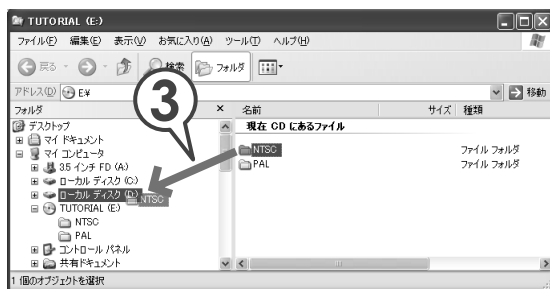 TUTORIAL (E:)
ファイル(F) 編集(E) 表示(V) お気に入り(A) ツール(T) ヘルプ(H)
戻る 検索 フォルダ
アドレス(D) E:¥ 移動
フォルダ × 名前 サイズ 種類
デスクトップ
マイ ドキュメント
マイ コンピュータ
3.5 インチ FD (A:)
ローカル ディスク (C:)
ローカル ディスク (D:)
NTSC
TUTORIAL (E:)
NTSC
PAL
コントロール パネル
共有ドキュメント
現在 CD にあるファイル
NTSC ファイル フォルダ
PAL ファイル フォルダ
3
1 個のオブジェクトを選択